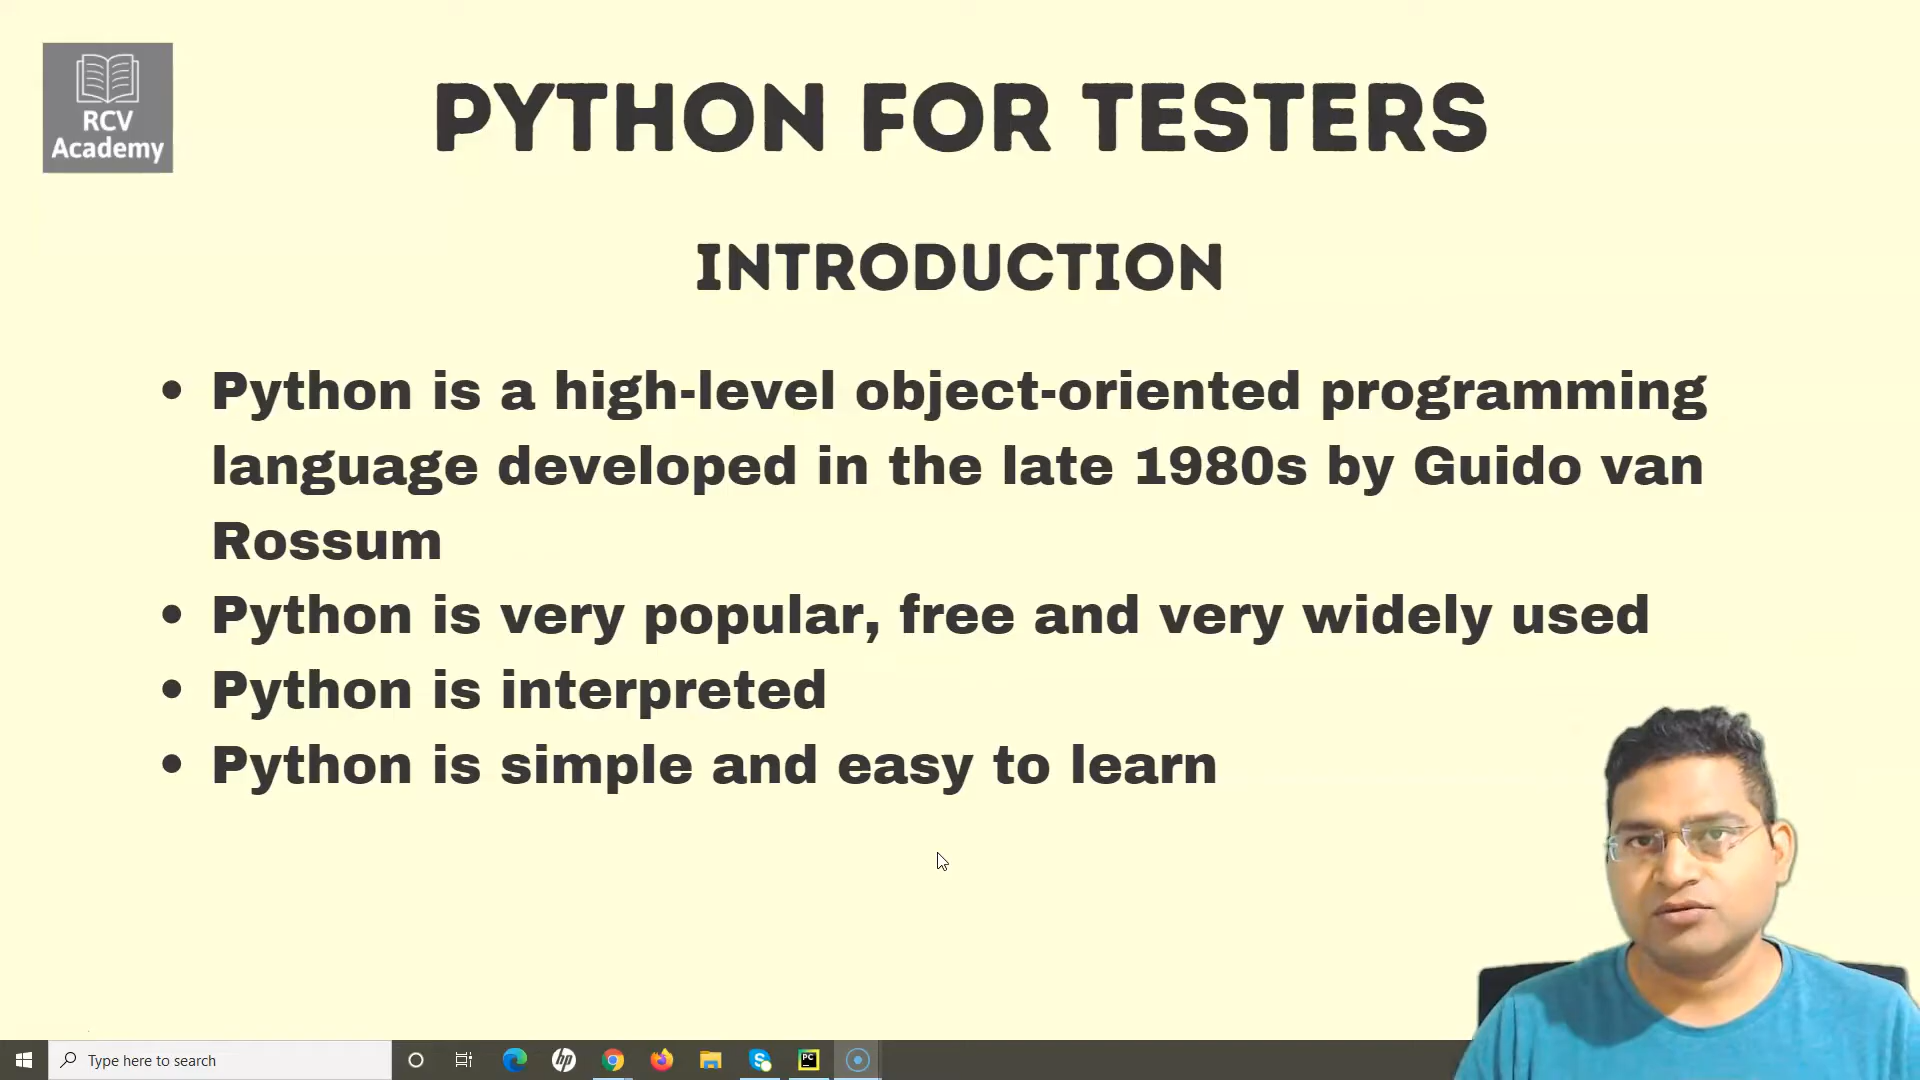 RCV
Academy
PYTHON FOR TESTERS
INTRODUCTION
• Python is a high-level object-oriented programming
language developed in the late 1980s by Guido van
Rossum
• Python is very popular, free and very widely used
• Python is interpreted
• Python is simple and easy to learn
Type here to search
hp
S
PC